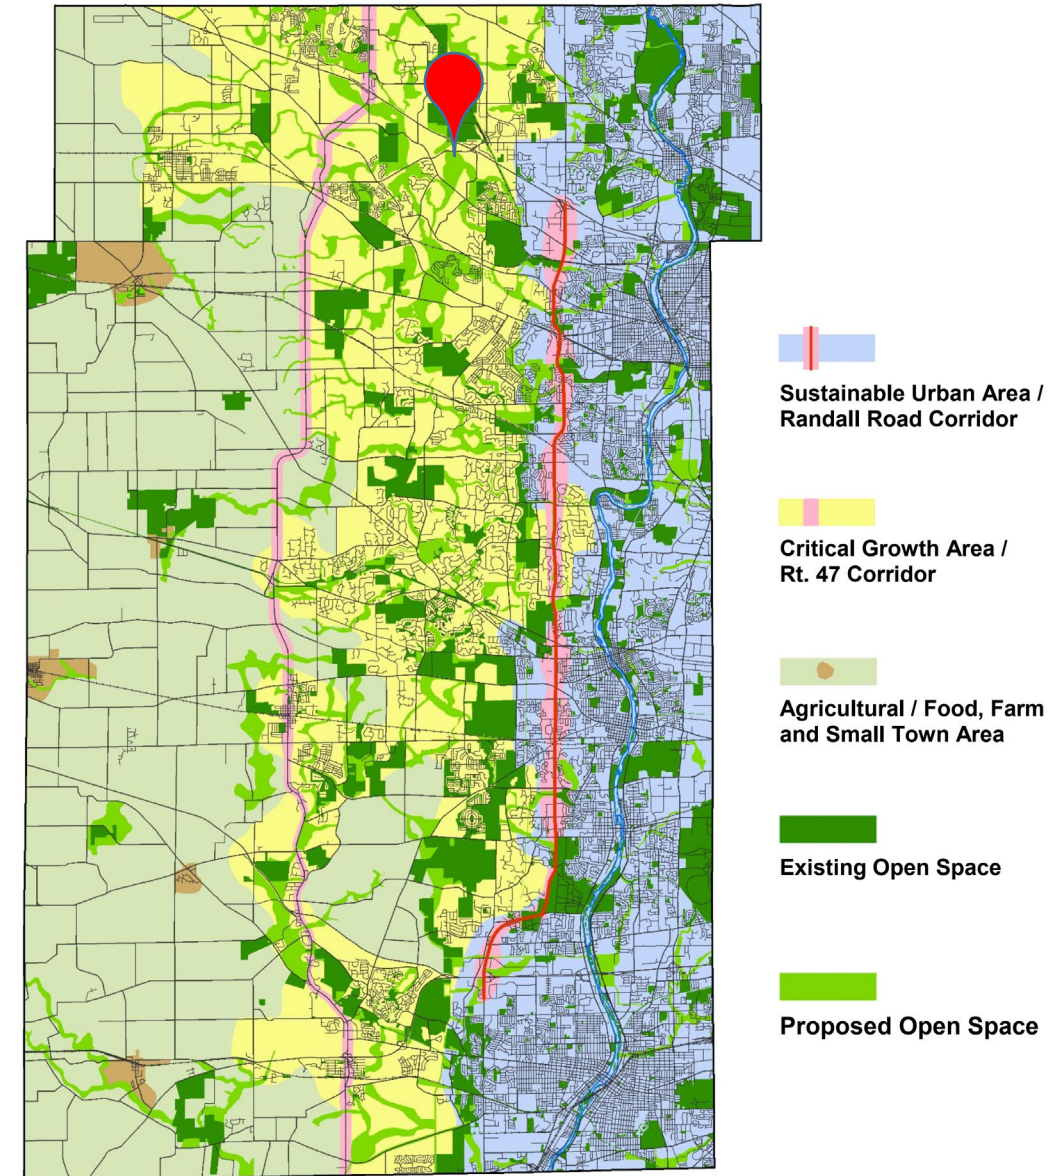 Sustainable Urban Area /
Randall Road Corridor
Critical Growth Area /
Rt. 47 Corridor
Agricultural / Food, Farm
and Small Town Area
Existing Open Space
Proposed Open Space